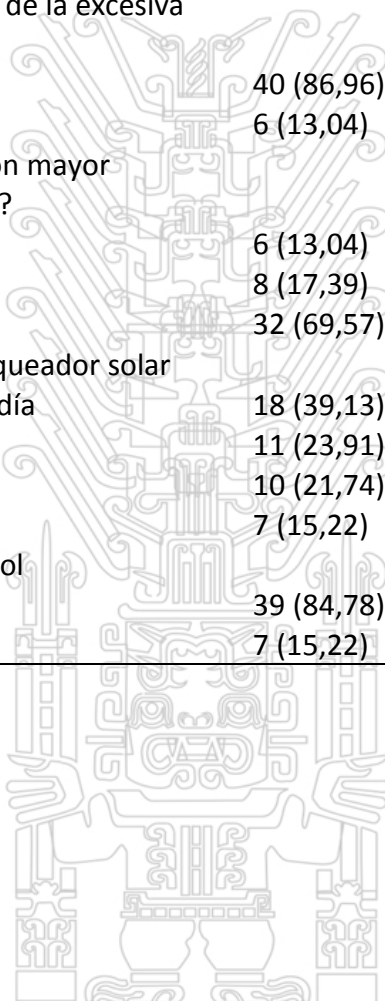 de la excesiva
40 (86,96)
6 (13,04)
ón mayor
?
6 (13,04)
8 (17,39)
32 (69,57)
queador solar
día 18 (39,13)
11 (23,91)
10 (21,74)
7 (15,22)
ol
39 (84,78)
7 (15,22)